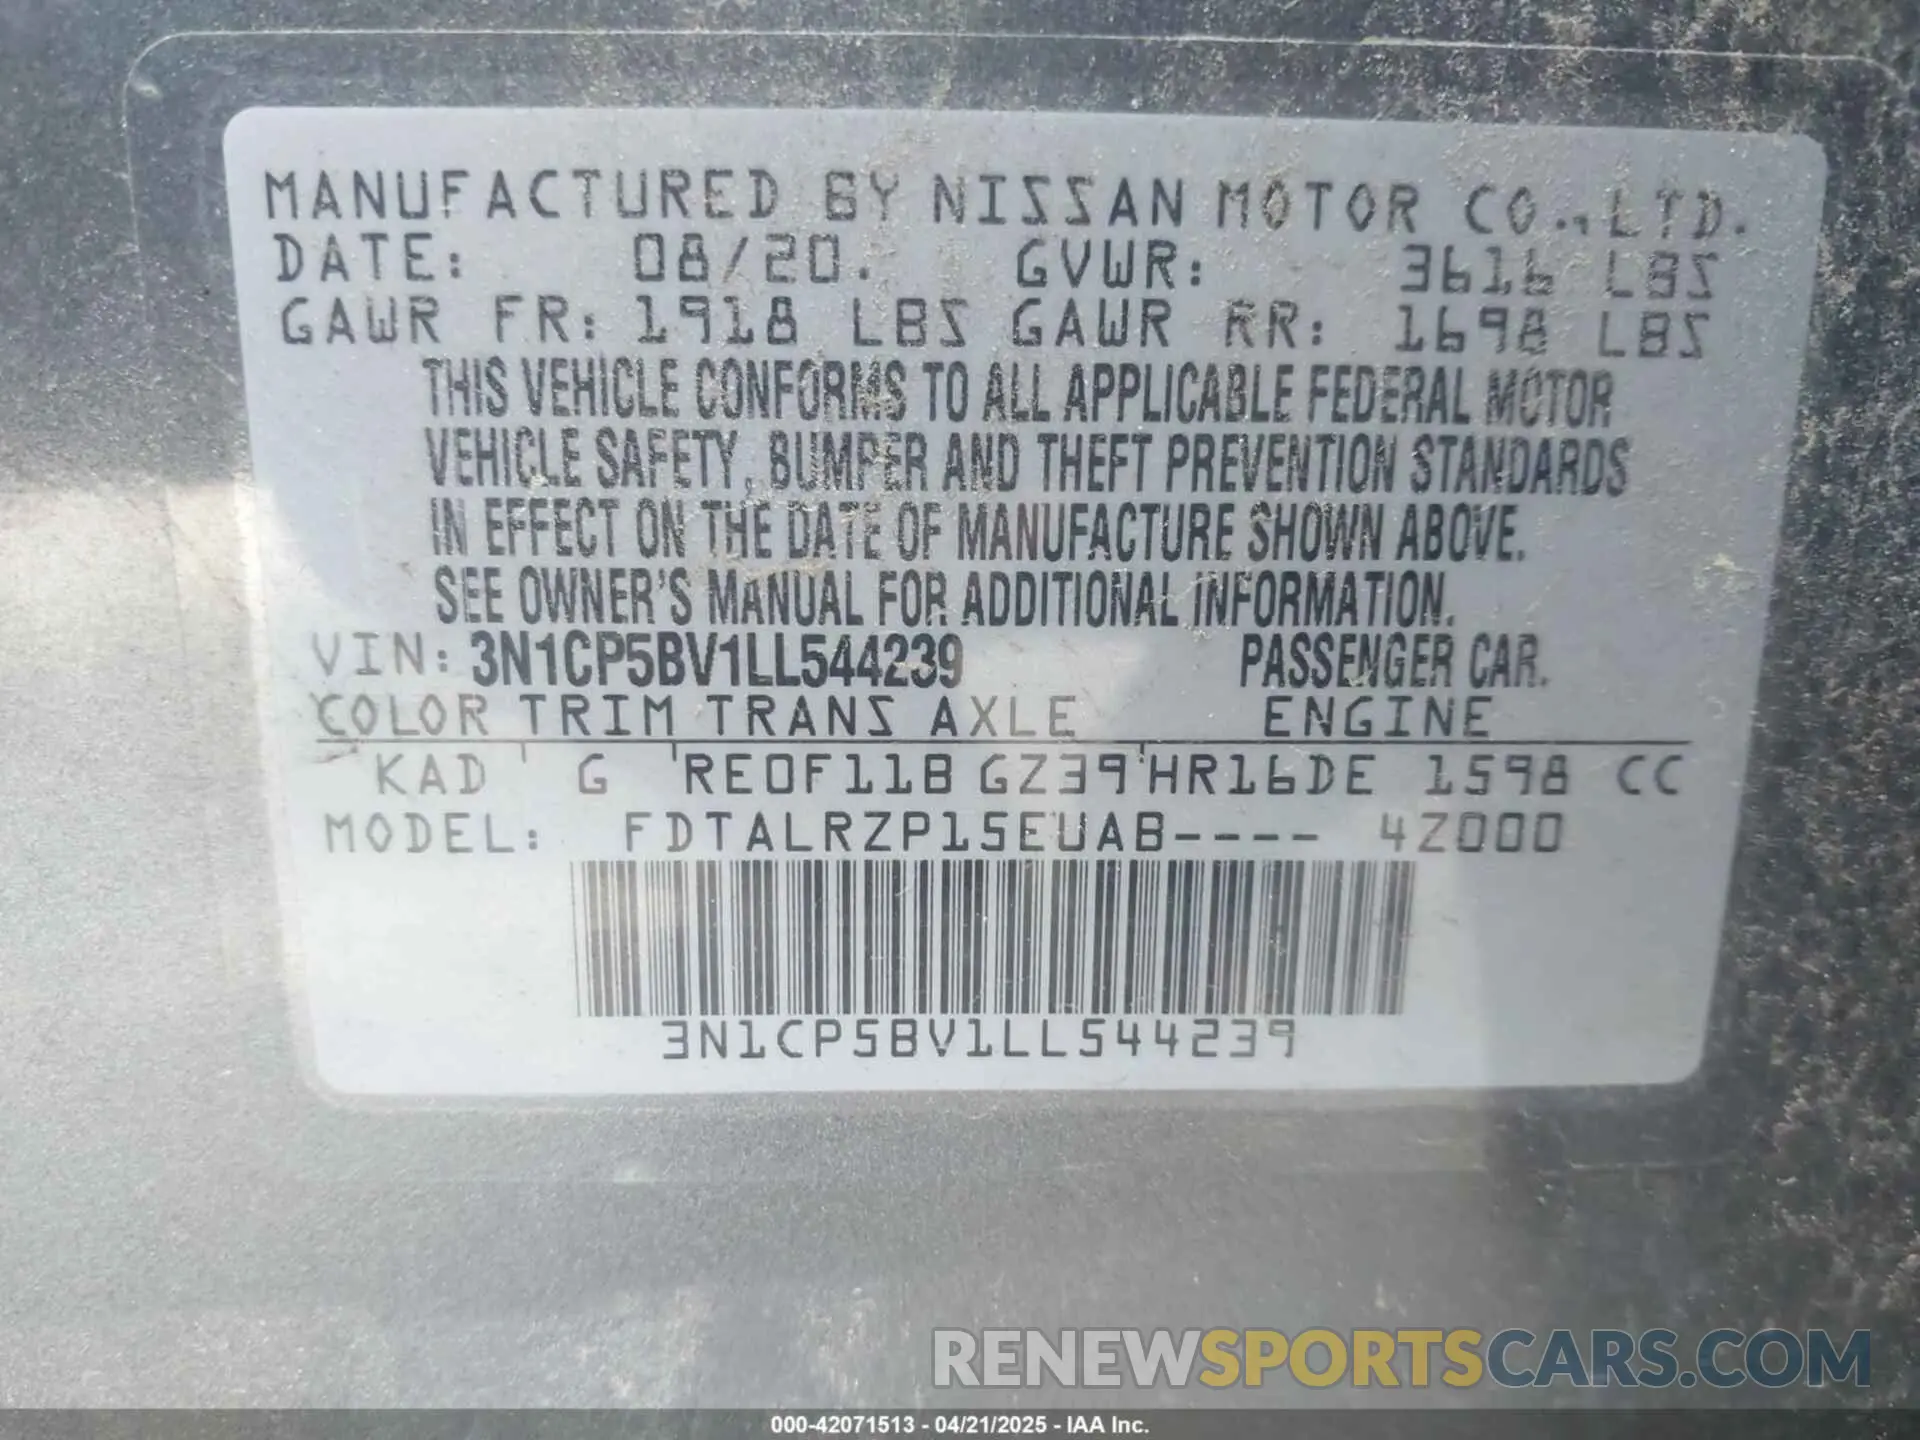 MANUFACTURED BY NISSAN MOTOR CO.,LTD.
DATE: 08/20. GVWR: 3616 LBS
GAWR FR: 1918 LBS GAWR RR: 1698 LBS
THIS VEHICLE CONFORMS TO ALL APPLICABLE FEDERAL MOTOR
VEHICLE SAFETY, BUMPER AND THEFT PREVENTION STANDARDS
IN EFFECT ON THE DATE OF MANUFACTURE SHOWN ABOVE.
SEE OWNER'S MANUAL FOR ADDITIONAL INFORMATION.
VIN: 3N1CP5BV1LL544239 PASSENGER CAR.
COLOR TRIM TRANS AXLE ENGINE
KAD G RE0F11B GZ39 HR16DE 1598 CC
MODEL: FDTALRZP15EUAB---- 4Z000
3N1CP5BV1LL544239
RENEWSPORTSCARS.COM
000-42071513 - 04/21/2025 - IAA Inc.